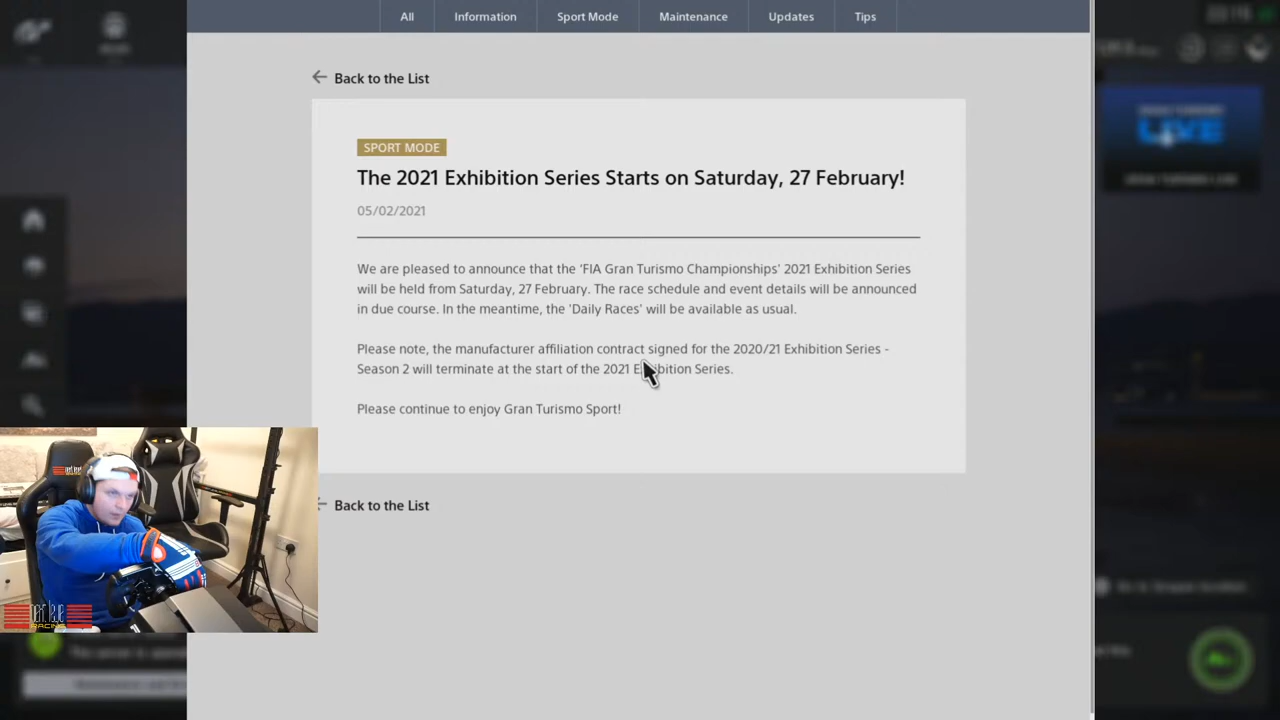 All Information Sport Mode Maintenance Updates Tips
Back to the List
SPORT MODE
The 2021 Exhibition Series Starts on Saturday, 27 February!
05/02/2021
We are pleased to announce that the 'FIA Gran Turismo Championships' 2021 Exhibition Series
will be held from Saturday, 27 February. The race schedule and event details will be announced
in due course. In the meantime, the 'Daily Races' will be available as usual.
Please note, the manufacturer affiliation contract signed for the 2020/21 Exhibition Series -
Season 2 will terminate at the start of the 2021 Exhibition Series.
Please continue to enjoy Gran Turismo Sport!
Back to the List
LIVE
RACING